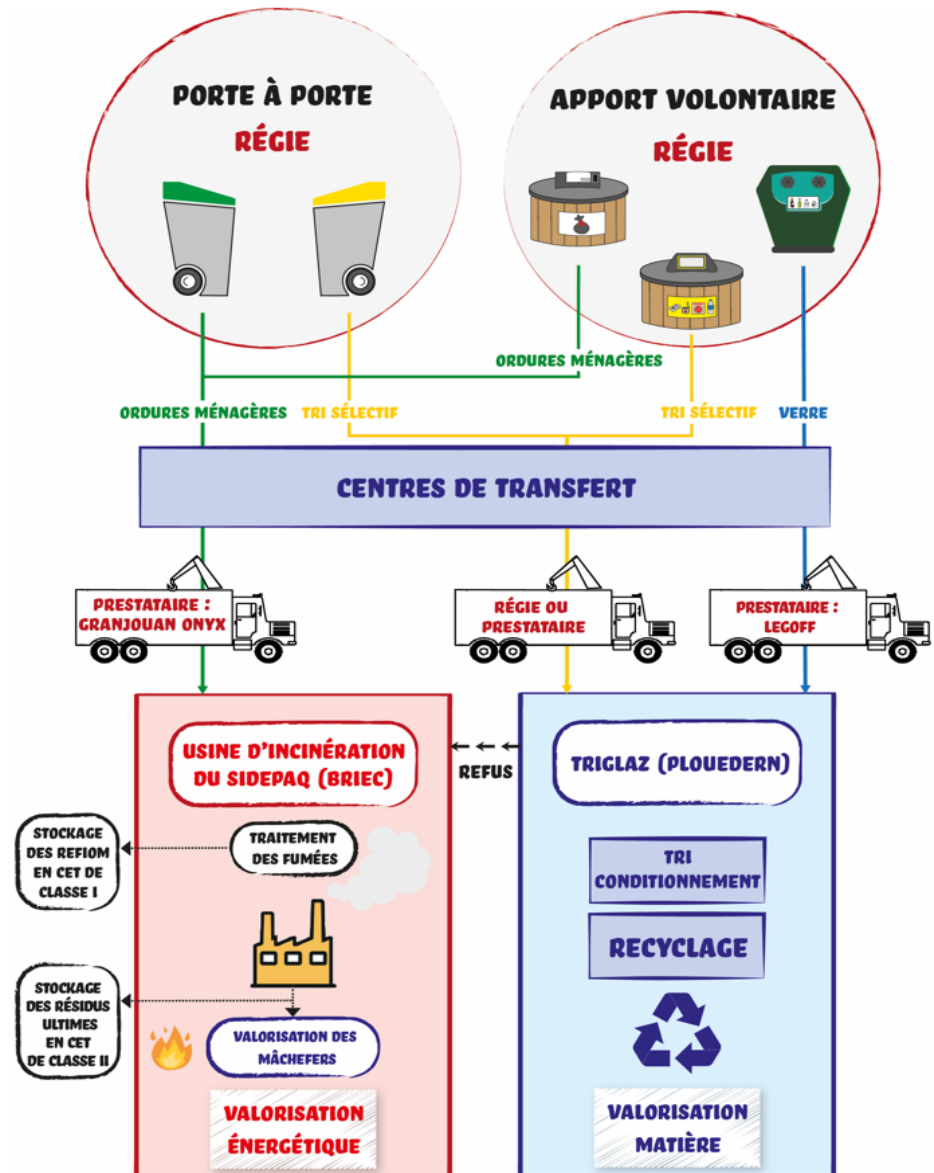 PORTE À PORTE
RÉGIE
APPORT VOLONTAIRE
RÉGIE
ORDURES MÉNAGÈRES
ORDURES MÉNAGÈRES
TRI SÉLECTIF
TRI SÉLECTIF
VERRE
CENTRES DE TRANSFERT
PRESTATAIRE :
GRANJOUAN ONYX
RÉGIE OU
PRESTATAIRE
PRESTATAIRE :
LEGOFF
USINE D'INCINÉRATION
DU SIDEPAQ (BRIEC)
REFUS
TRIGLAZ (PLOUEDERN)
STOCKAGE
DES REFIOM
EN CET DE
CLASSE I
TRAITEMENT
DES FUMÉES
TRI
CONDITIONNEMENT
RECYCLAGE
STOCKAGE
DES RÉSIDUS
ULTIMES
EN CET
DE CLASSE II
VALORISATION DES
MÂCHEFERS
VALORISATION
ÉNERGÉTIQUE
VALORISATION
MATIÈRE